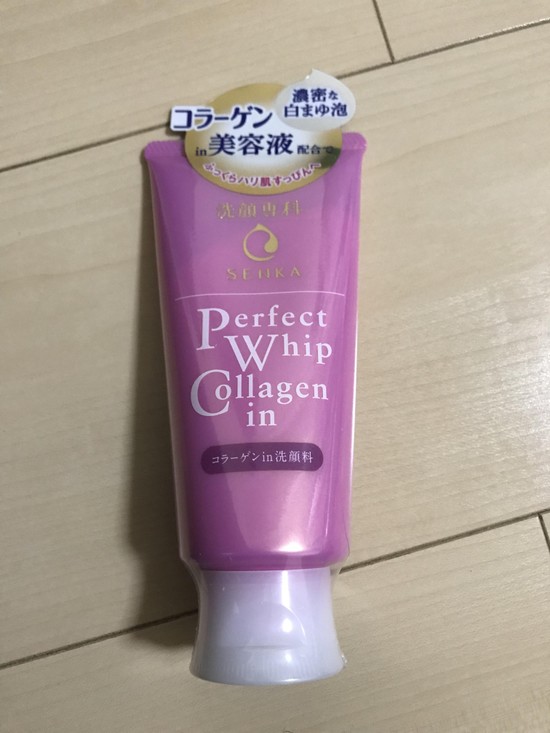 濃密な
白まゆ泡
コラーゲン
in美容液配合で
ふっくらハリ肌すっぴんへ
洗顔専科
SENKA
Perfect
Whip
Collagen
in
コラーゲンin洗顔料